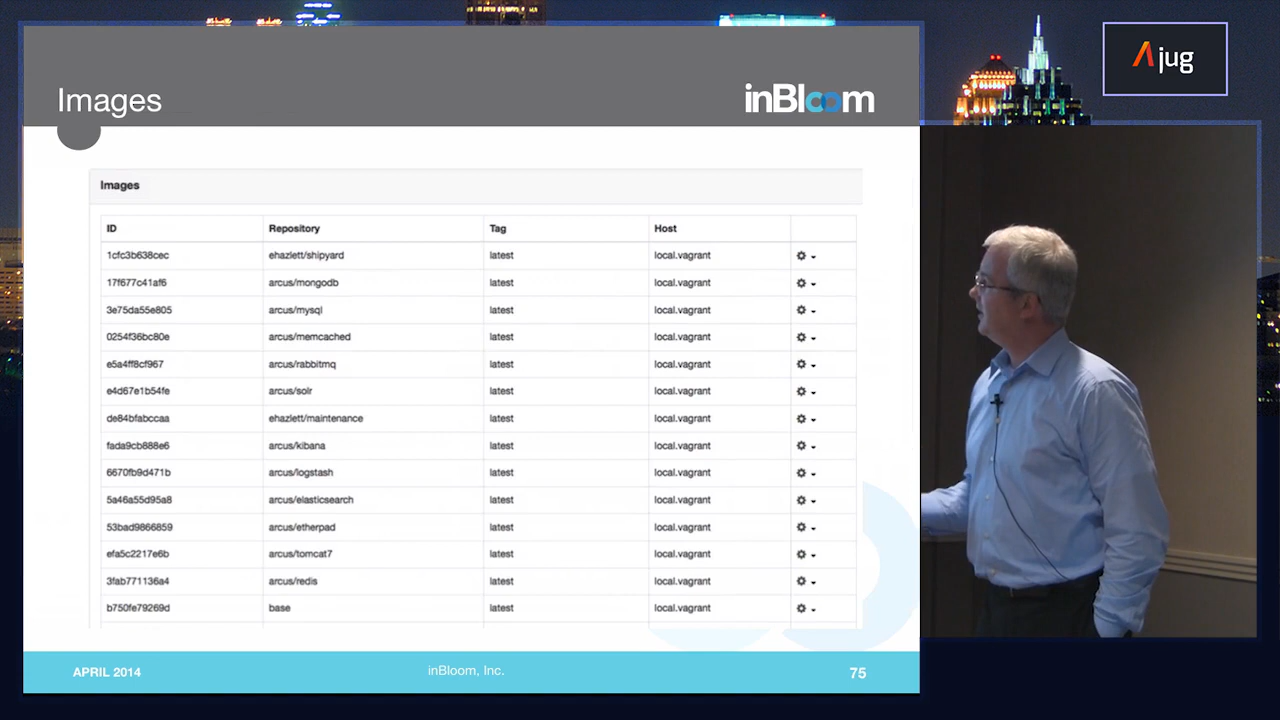 Images
inBloom
Ajug
Images
ID Repository Tag Host
1cfc3b638cec ehazlett/shipyard latest local.vagrant
17f677c41af6 arcus/mongodb latest local.vagrant
3e75da55e805 arcus/mysql latest local.vagrant
0254f36bc80e arcus/memcached latest local.vagrant
e5a4ff8cf967 arcus/rabbitmq latest local.vagrant
e4d67e1b54fe arcus/solr latest local.vagrant
de84bfabccaa ehazlett/maintenance latest local.vagrant
fada9cb888e6 arcus/kibana latest local.vagrant
6670fb9d471b arcus/logstash latest local.vagrant
5a46a55d95a8 arcus/elasticsearch latest local.vagrant
53bad9866859 arcus/etherpad latest local.vagrant
efa5c2217e6b arcus/tomcat7 latest local.vagrant
3fab771136a4 arcus/redis latest local.vagrant
b750fe79269d base latest local.vagrant
APRIL 2014 inBloom, Inc. 75